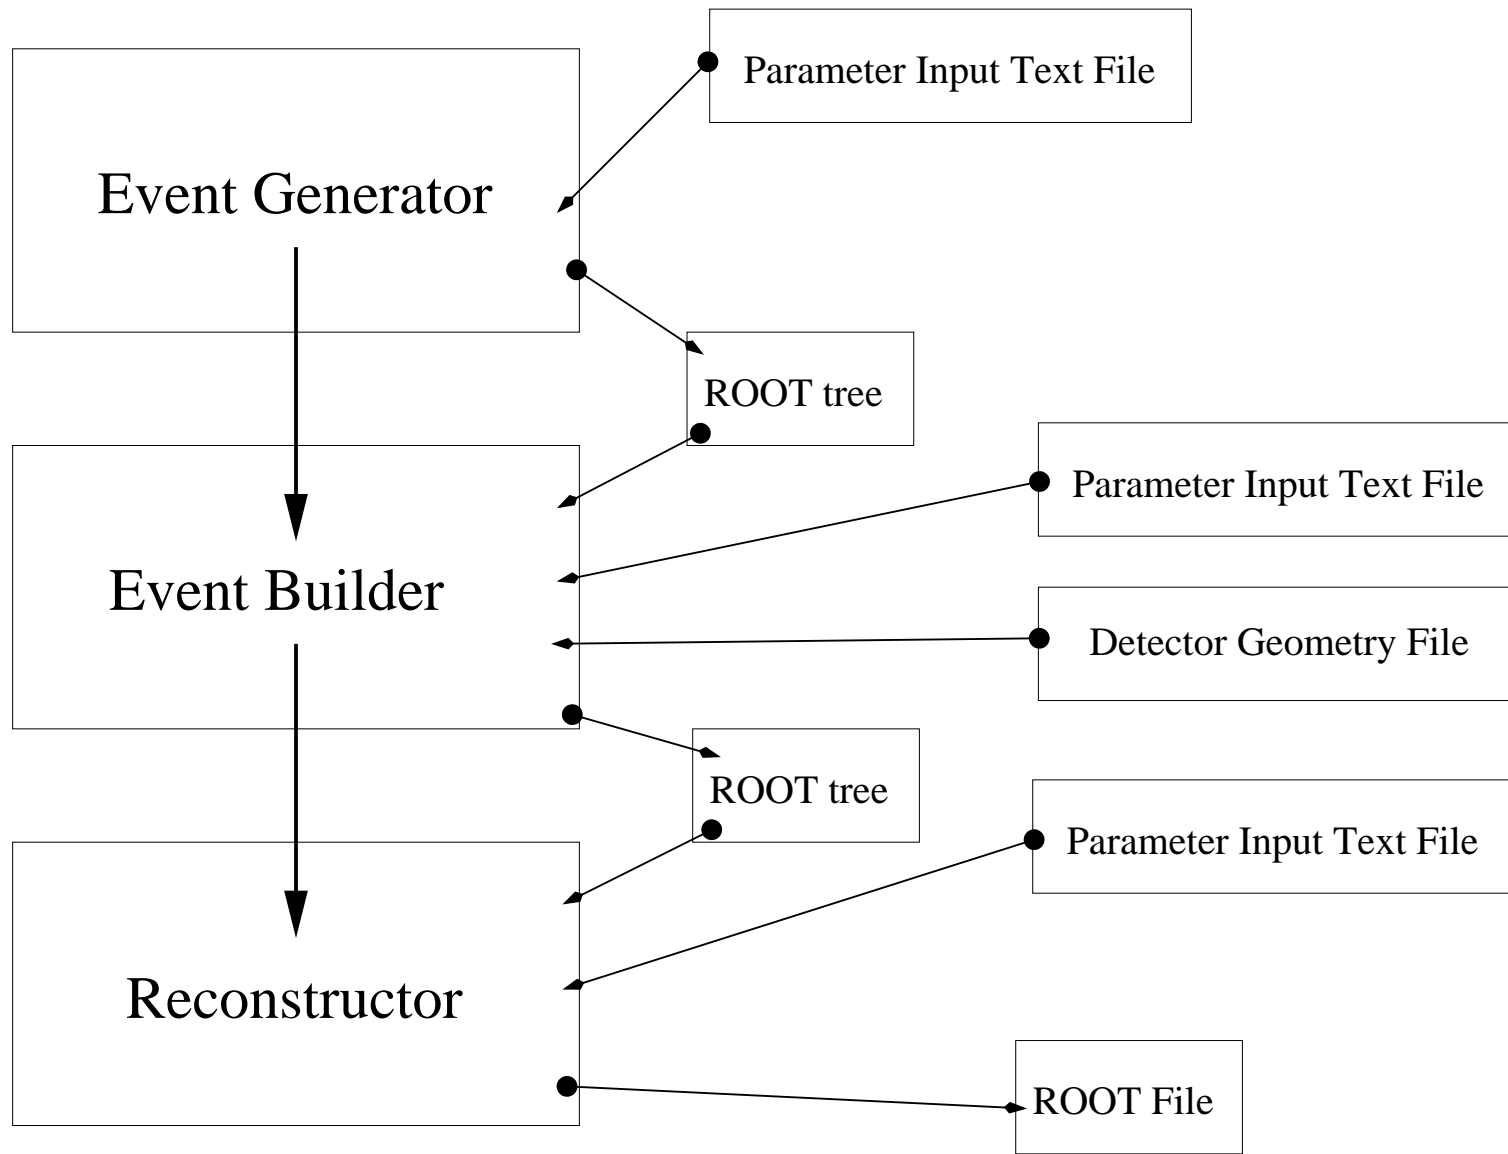 Parameter Input Text File
Event Generator
ROOT tree
Parameter Input Text File
Event Builder
Detector Geometry File
ROOT tree
Parameter Input Text File
Reconstructor
ROOT File